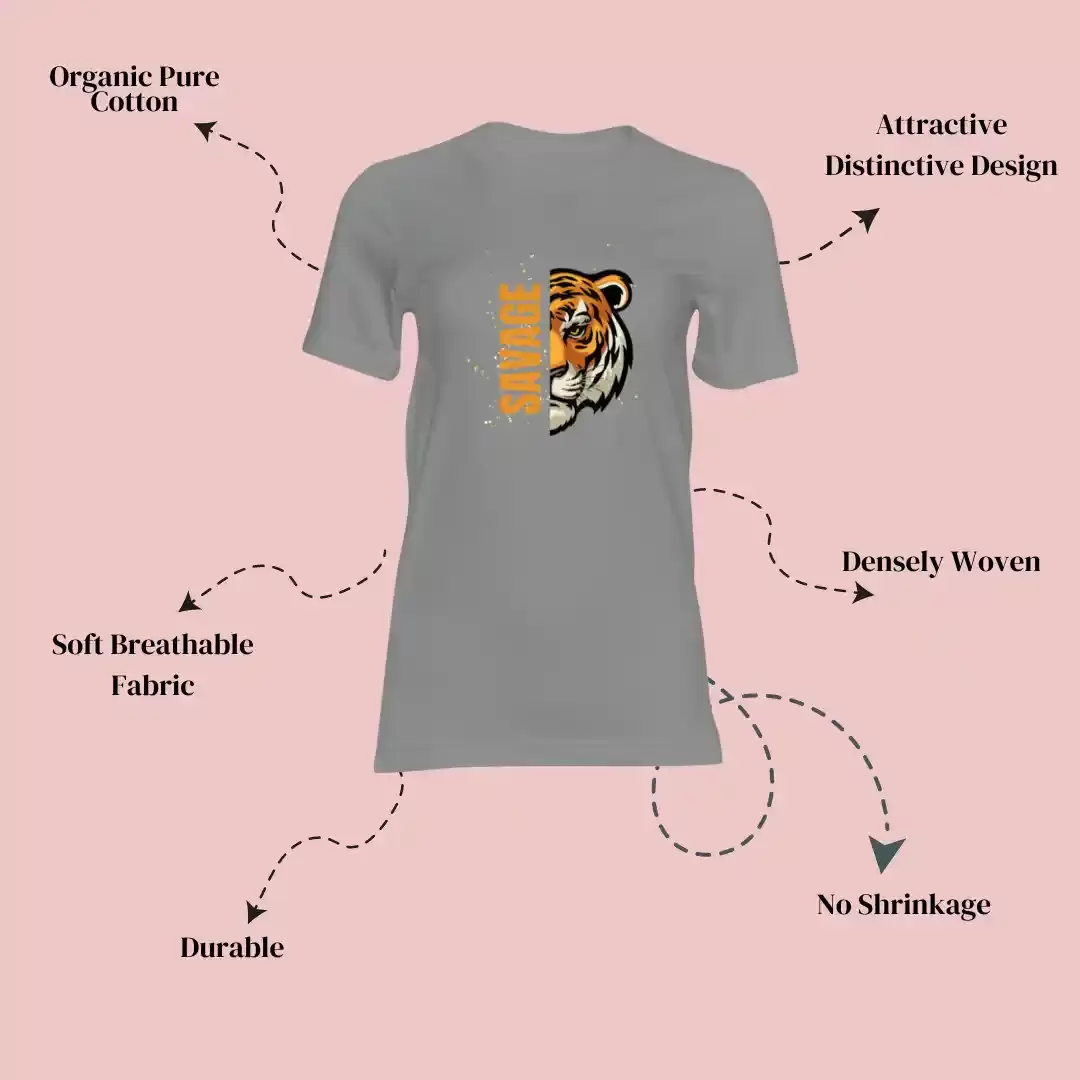 Organic Pure
Cotton
Attractive
Distinctive Design
SAVAGE
Densely Woven
Soft Breathable
Fabric
No Shrinkage
Durable